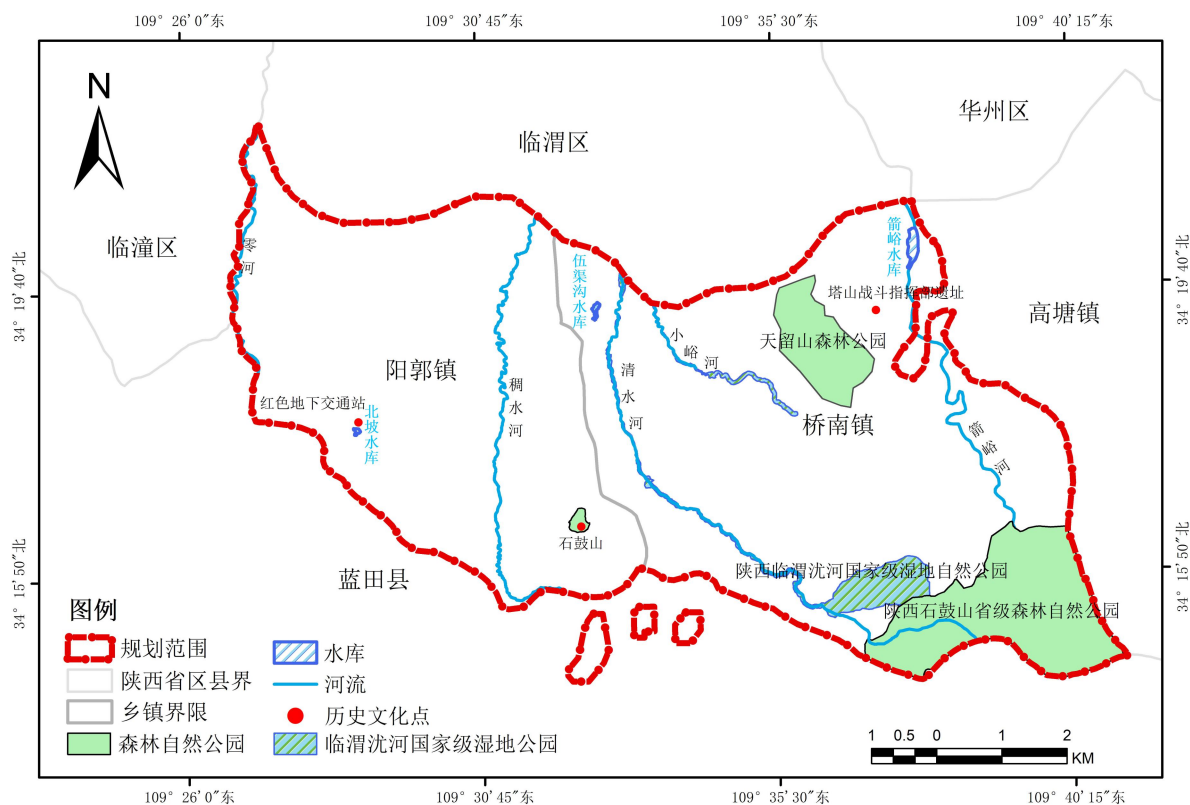 109° 26′ 0″东
109° 30′ 45″东
109° 35′ 30″东
109° 40′ 15″东
N
华州区
临渭区
临潼区
零河
箭峪水库
伍渠沟水库
34° 19′ 40″北
34° 19′ 40″北
塔山战斗指挥部遗址
高塘镇
小峪河
天留山森林公园
阳郭镇
清水河
稠水河
红色地下交通站
北坡水库
桥南镇
箭峪河
石鼓山
34° 15′ 50″北
34° 15′ 50″北
蓝田县
陕西临渭沋河国家级湿地自然公园
陕西石鼓山省级森林自然公园
图例
规划范围
陕西省区县界
乡镇界限
森林自然公园
水库
河流
历史文化点
临渭沋河国家级湿地公园
1 0.5 0 1 2
KM
109° 26′ 0″东
109° 30′ 45″东
109° 35′ 30″东
109° 40′ 15″东